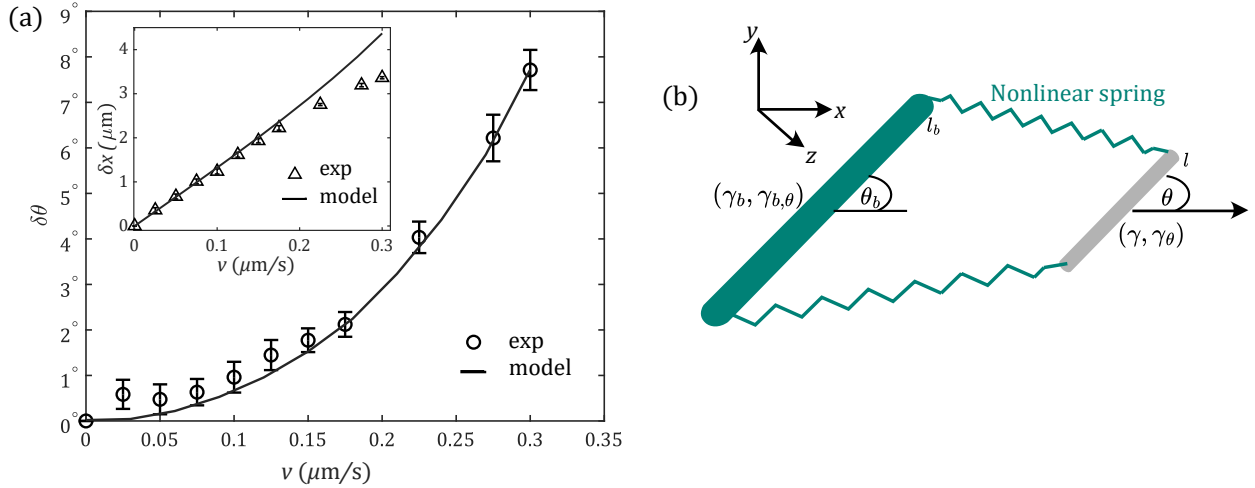 (a)
9°
8°
7°
6°
5°
4°
3°
2°
1°
0°
δθ
0
0.05
0.1
0.15
0.2
0.25
0.3
0.35
v (μm/s)
exp
model
4
3
2
1
0
δx (μm)
0
0.1
0.2
0.3
v (μm/s)
exp
model
(b)
y
x
z
Nonlinear spring
l_b
l
(γ_b, γ_{b,θ})
θ_b
θ
(γ, γ_θ)